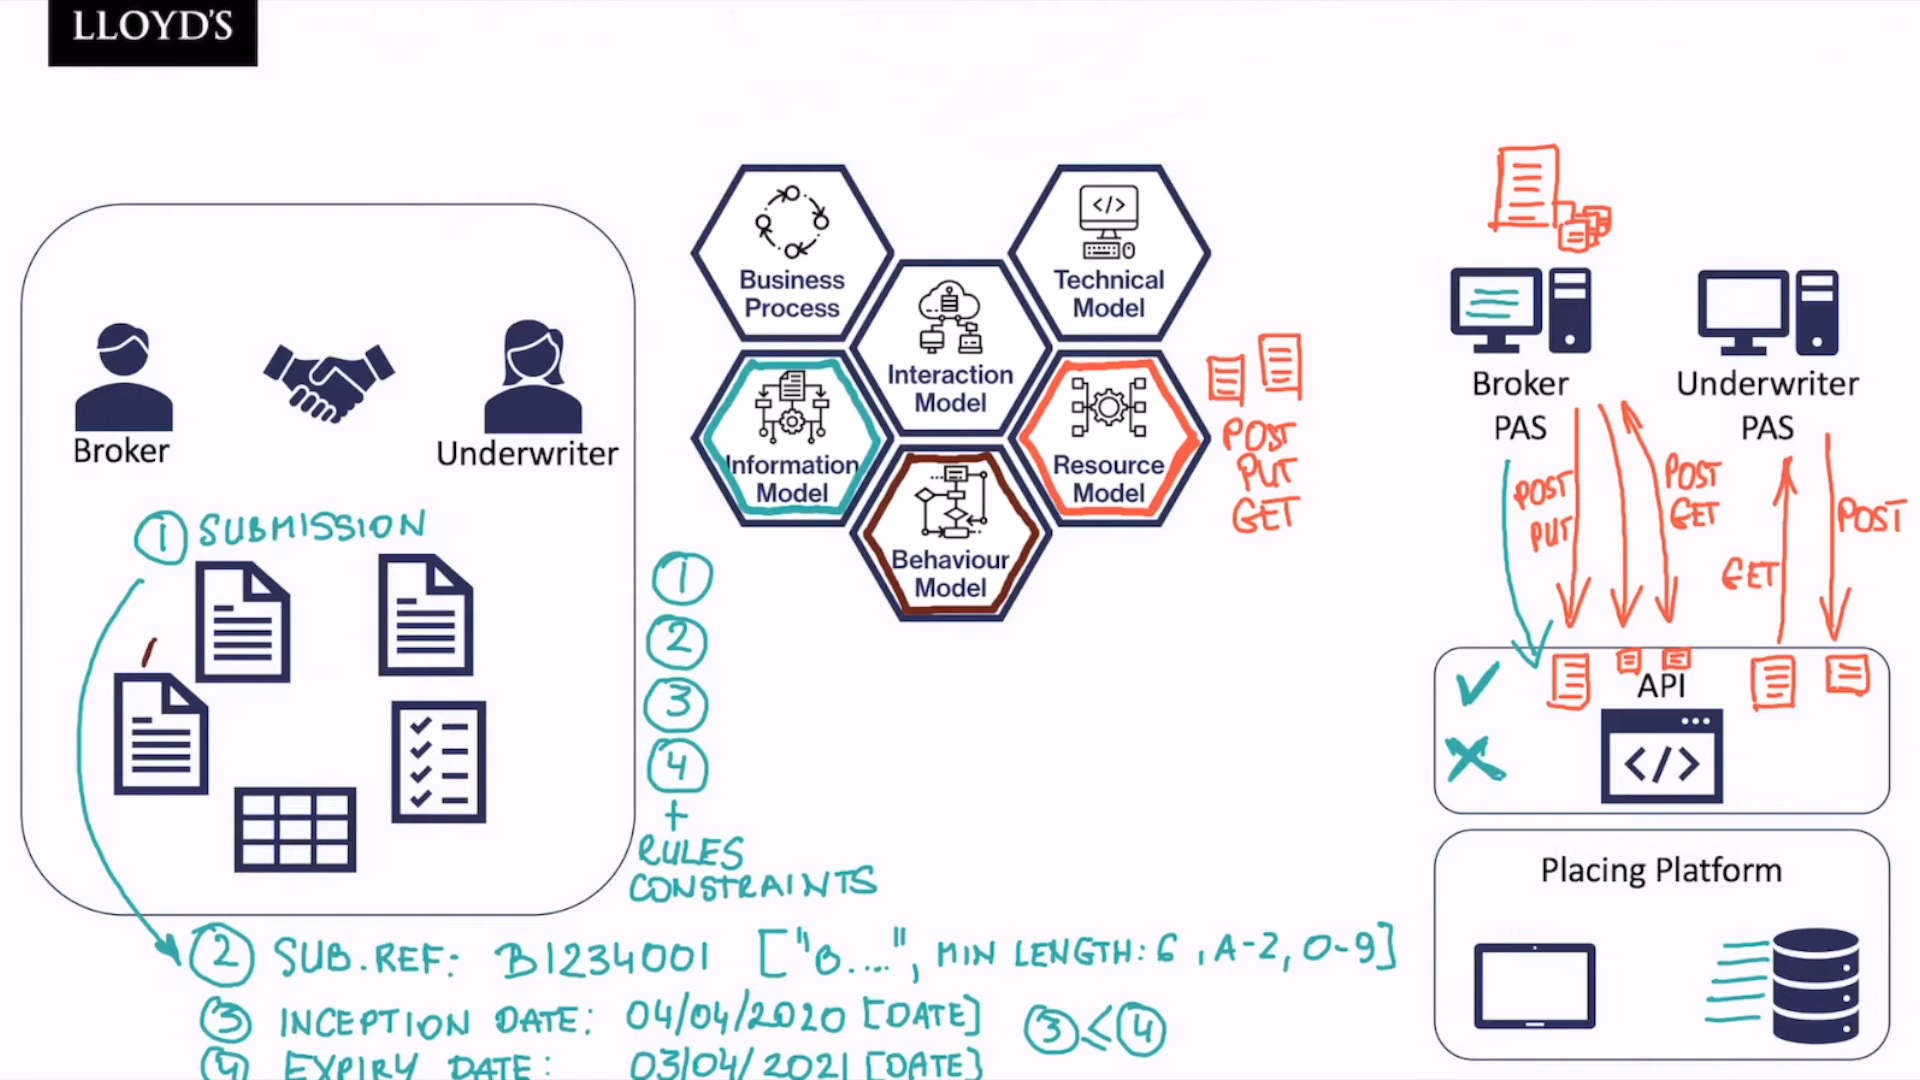 LLOYD'S
Broker
Underwriter
1 SUBMISSION
Business
Process
Technical
Model
Interaction
Model
Information
Model
Resource
Model
Behaviour
Model
POST
PUT
GET
1
2
3
4
+
RULES
CONSTRAINTS
Broker
PAS
Underwriter
PAS
POST
PUT
POST
GET
GET
POST
API
</>
</>
Placing Platform
2 SUB.REF: B1234001 ["B....", MIN LENGTH: 6, A-Z, 0-9]
3 INCEPTION DATE: 04/04/2020 [DATE] 3<4
4 EXPIRY DATE: 03/04/2021 [DATE]